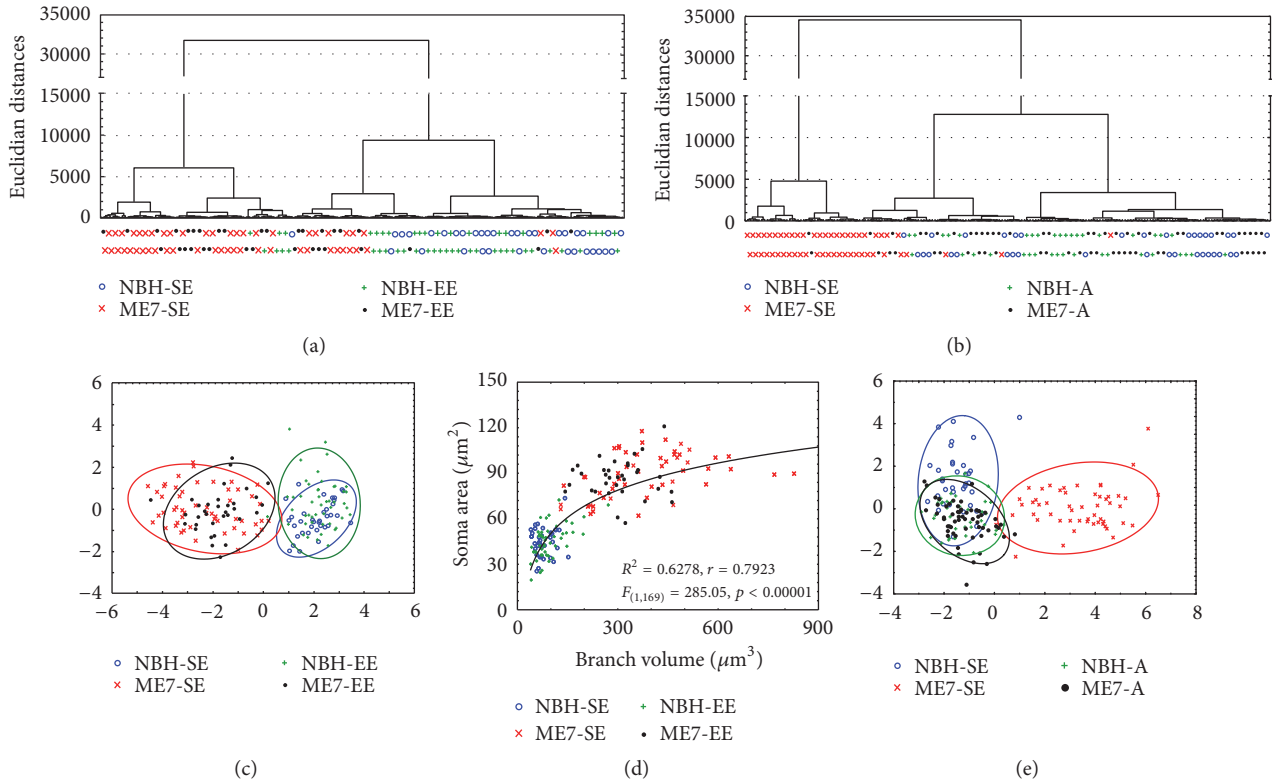 35000
30000
15000
10000
5000
0
Euclidian distances
NBH-SE
NBH-EE
ME7-SE
ME7-EE
(a)
35000
30000
15000
10000
5000
0
Euclidian distances
NBH-SE
NBH-A
ME7-SE
ME7-A
(b)
6
4
2
0
−2
−4
−6 −4 −2 0 2 4 6
NBH-SE
NBH-EE
ME7-SE
ME7-EE
(c)
150
120
90
60
30
0
Soma area (μm²)
R² = 0.6278, r = 0.7923
F(1,169) = 285.05, p < 0.00001
0 300 600 900
Branch volume (μm³)
NBH-SE
NBH-EE
ME7-SE
ME7-EE
(d)
6
4
2
0
−2
−4
−4 −2 0 2 4 6 8
NBH-SE
NBH-A
ME7-SE
ME7-A
(e)